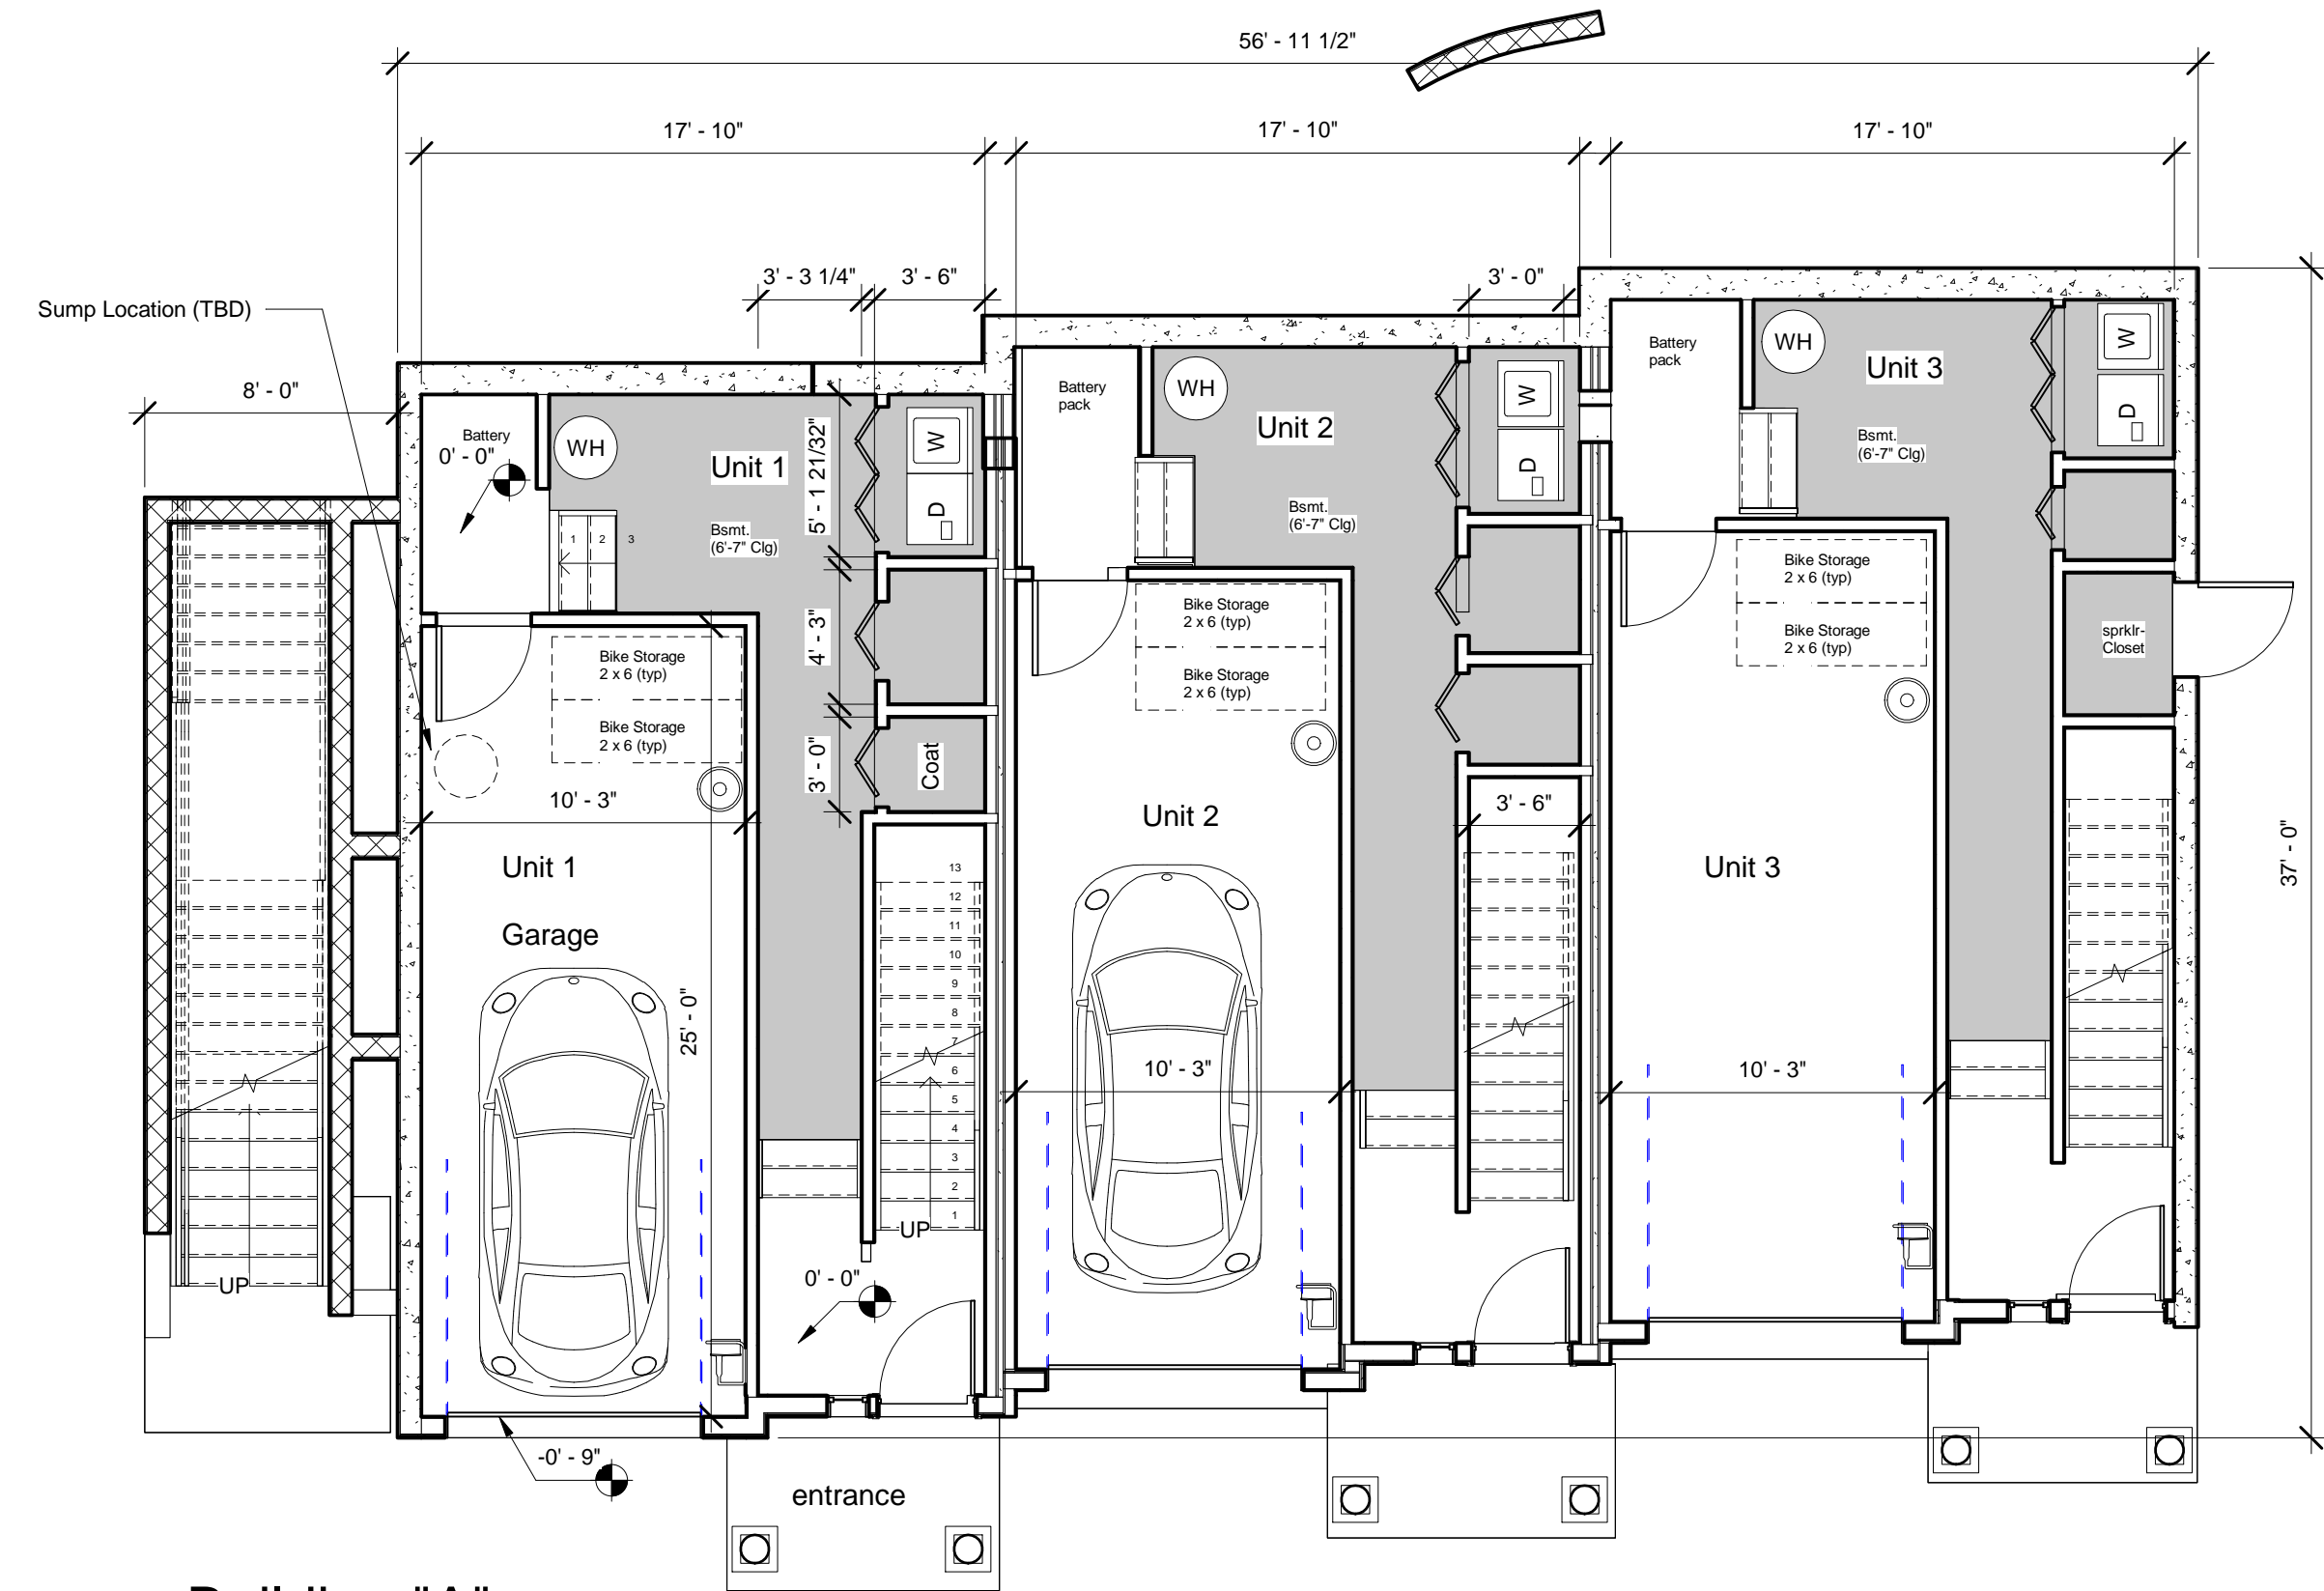 56' - 11 1/2"
17' - 10"
17' - 10"
17' - 10"
3' - 3 1/4"
3' - 6"
3' - 0"
Sump Location (TBD)
8' - 0"
37' - 0"
Battery
0' - 0"
WH
Unit 1
Bsmt.
(6'-7" Clg)
5' - 1 21/32"
W
D
1 2 3
4' - 3"
3' - 0"
Coat
Bike Storage
2 x 6 (typ)
Bike Storage
2 x 6 (typ)
10' - 3"
Unit 1
Garage
25' - 0"
13
12
11
10
9
8
7
6
5
4
3
2
1
UP
UP
0' - 0"
-0' - 9"
entrance
Battery
pack
WH
Unit 2
Bsmt.
(6'-7" Clg)
W
D
Bike Storage
2 x 6 (typ)
Bike Storage
2 x 6 (typ)
Unit 2
3' - 6"
10' - 3"
Battery
pack
WH
Unit 3
Bsmt.
(6'-7" Clg)
W
D
Bike Storage
2 x 6 (typ)
Bike Storage
2 x 6 (typ)
sprklr-
Closet
Unit 3
10' - 3"